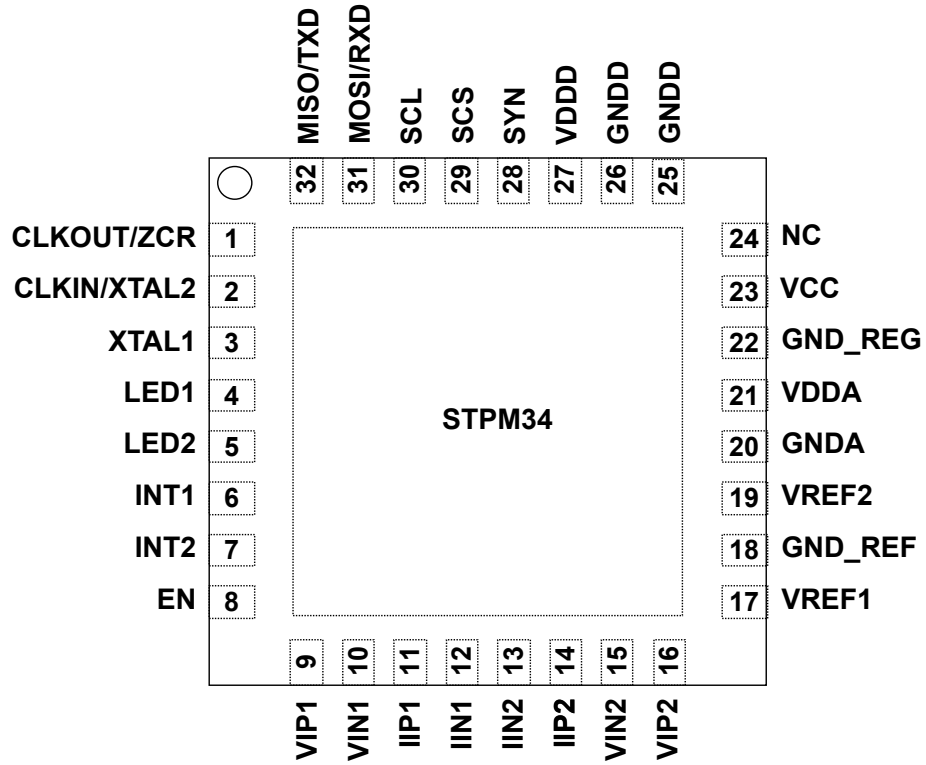 MISO/TXD
MOSI/RXD
SCL
SCS
SYN
VDDD
GNDD
GNDD
32
31
30
29
28
27
26
25
CLKOUT/ZCR 1
CLKIN/XTAL2 2
XTAL1 3
LED1 4
LED2 5
INT1 6
INT2 7
EN 8
STPM34
24 NC
23 VCC
22 GND_REG
21 VDDA
20 GNDA
19 VREF2
18 GND_REF
17 VREF1
9
10
11
12
13
14
15
16
VIP1
VIN1
IIP1
IIN1
IIN2
IIP2
VIN2
VIP2